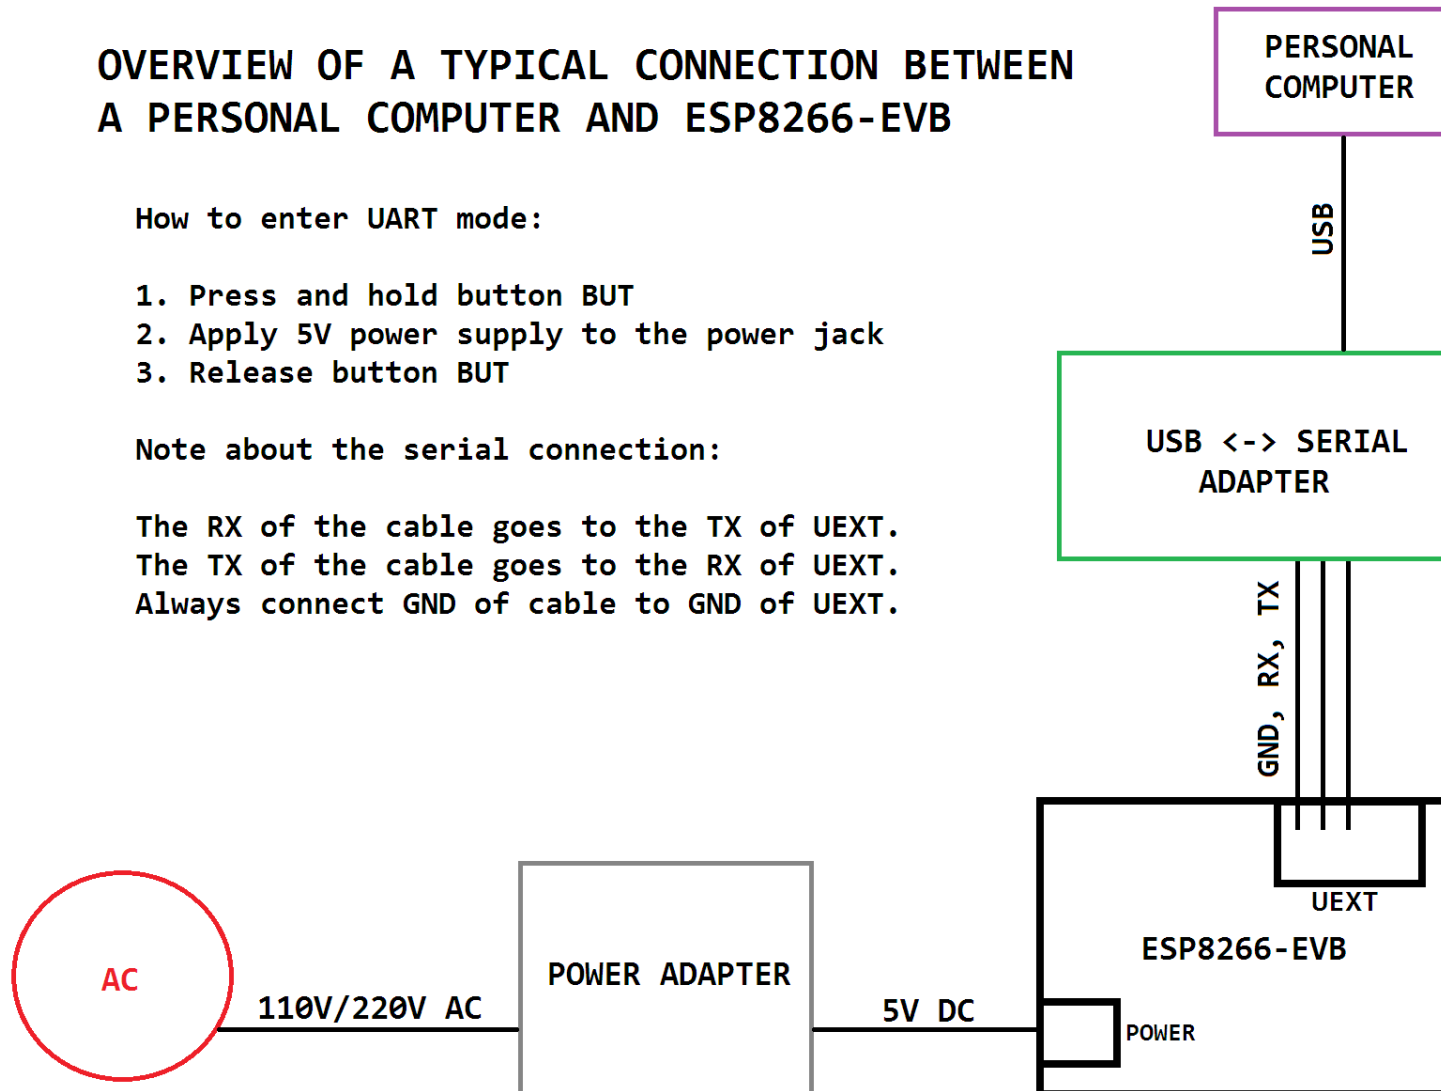 OVERVIEW OF A TYPICAL CONNECTION BETWEEN
A PERSONAL COMPUTER AND ESP8266-EVB
PERSONAL
COMPUTER
How to enter UART mode:
1. Press and hold button BUT
2. Apply 5V power supply to the power jack
3. Release button BUT
USB
Note about the serial connection:
The RX of the cable goes to the TX of UEXT.
The TX of the cable goes to the RX of UEXT.
Always connect GND of cable to GND of UEXT.
USB <-> SERIAL
ADAPTER
GND, RX, TX
UEXT
ESP8266-EVB
AC
110V/220V AC
POWER ADAPTER
5V DC
POWER